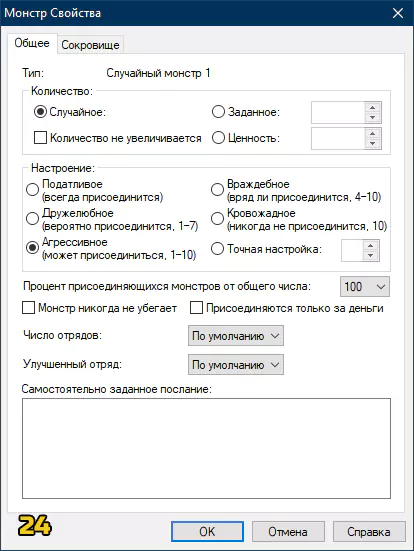 Монстр Свойства
Общее Сокровище
Тип: Случайный монстр 1
Количество:
Случайное: Заданное:
Количество не увеличивается Ценность:
Настроение:
Податливое Враждебное
(всегда присоединится) (вряд ли присоединится, 4-10)
Дружелюбное Кровожадное
(вероятно присоединится, 1-7) (никогда не присоединится, 10)
Агрессивное Точная настройка:
(может присоединиться, 1-10)
Процент присоединяющихся монстров от общего числа: 100
Монстр никогда не убегает Присоединяются только за деньги
Число отрядов: По умолчанию
Улучшенный отряд: По умолчанию
Самостоятельно заданное послание:
24
OK Отмена Справка